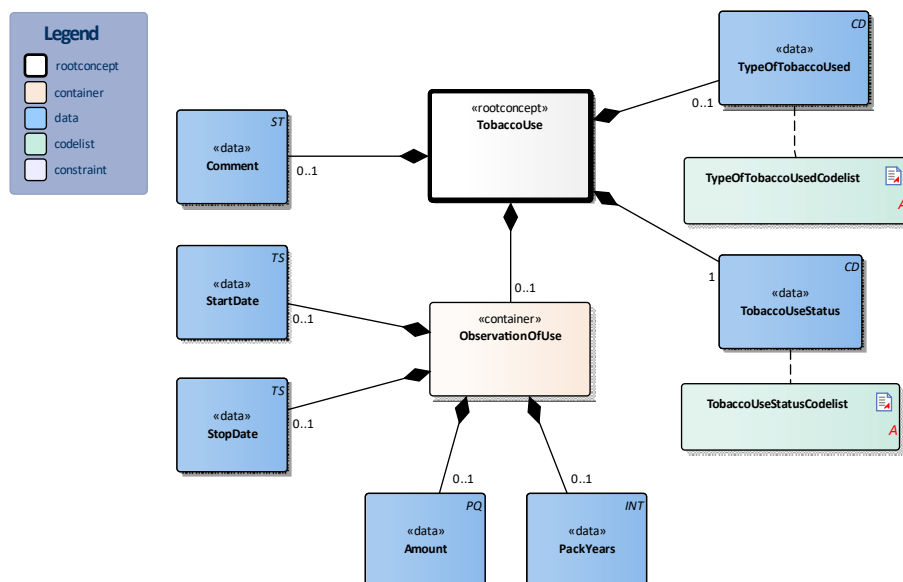 Legend
rootconcept
container
data
codelist
constraint
CD
«data»
TypeOfTobaccoUsed
0..1
«rootconcept»
TobaccoUse
ST
«data»
Comment
0..1
TypeOfTobaccoUsedCodelist
A
TS
«data»
StartDate
0..1
CD
«data»
TobaccoUseStatus
1
0..1
«container»
ObservationOfUse
TS
«data»
StopDate
0..1
TobaccoUseStatusCodelist
A
0..1
0..1
PQ
«data»
Amount
INT
«data»
PackYears